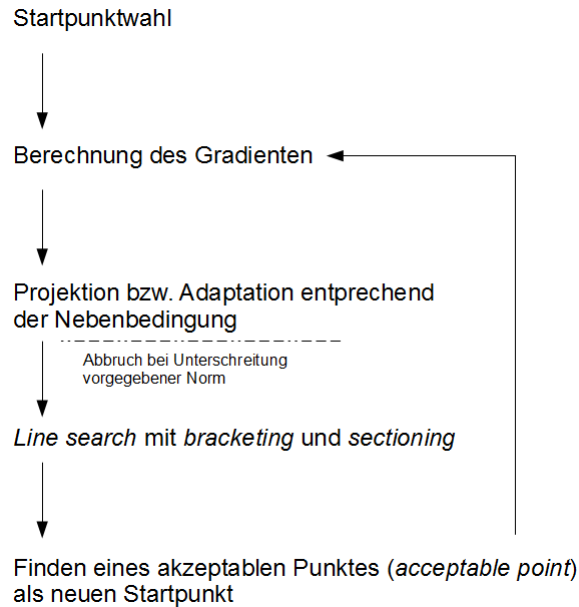 Startpunktwahl
Berechnung des Gradienten
Projektion bzw. Adaptation entprechend
der Nebenbedingung
Abbruch bei Unterschreitung
vorgegebener Norm
Line search mit bracketing und sectioning
Finden eines akzeptablen Punktes (acceptable point)
als neuen Startpunkt